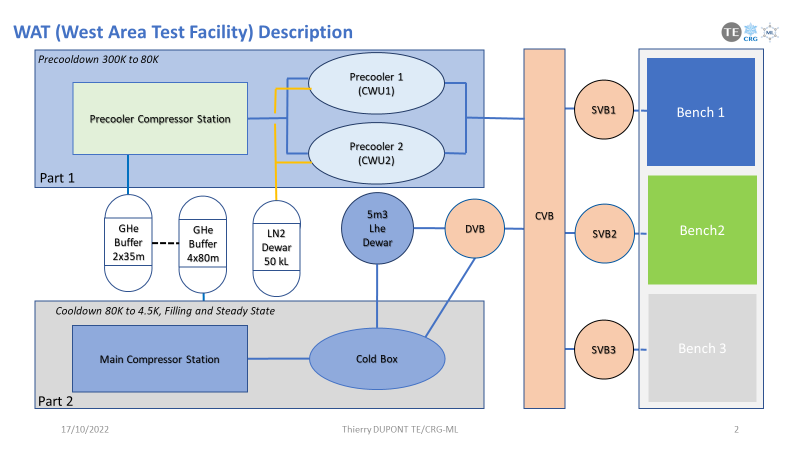 WAT (West Area Test Facility) Description
TE
CRG
ML
Precooldown 300K to 80K
Precooler Compressor Station
Precooler 1
(CWU1)
Precooler 2
(CWU2)
Part 1
GHe
Buffer
2x35m
GHe
Buffer
4x80m
LN2
Dewar
50 kL
5m3
Lhe
Dewar
DVB
CVB
SVB1
SVB2
SVB3
Bench 1
Bench2
Bench 3
Cooldown 80K to 4.5K, Filling and Steady State
Main Compressor Station
Cold Box
Part 2
17/10/2022
Thierry DUPONT TE/CRG-ML
2